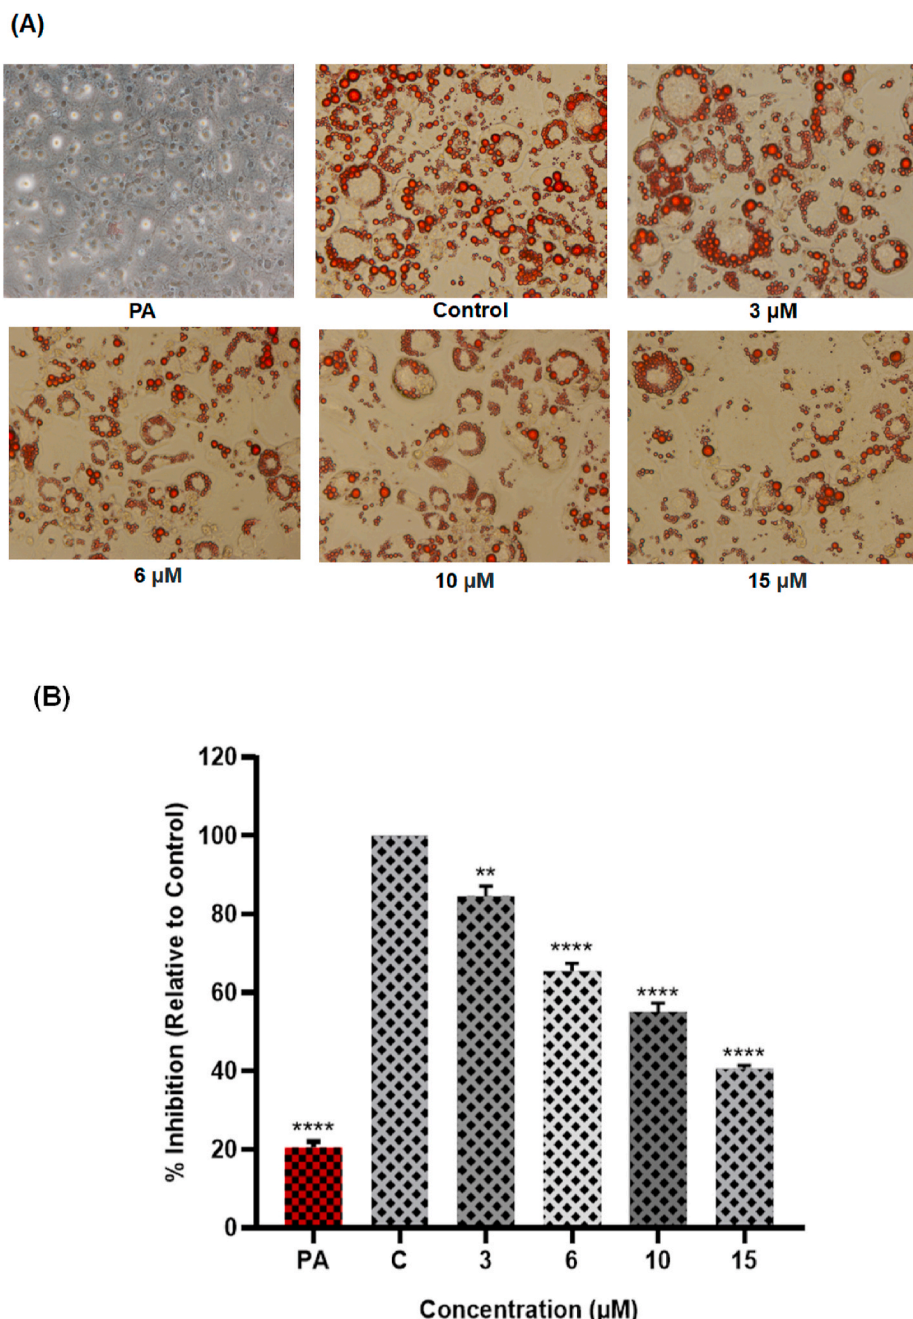 (A)
PA
Control
3 µM
6 µM
10 µM
15 µM
(B)
% Inhibition (Relative to Control)
120
100
80
60
40
20
0
****
**
****
****
****
PA
C
3
6
10
15
Concentration (µM)